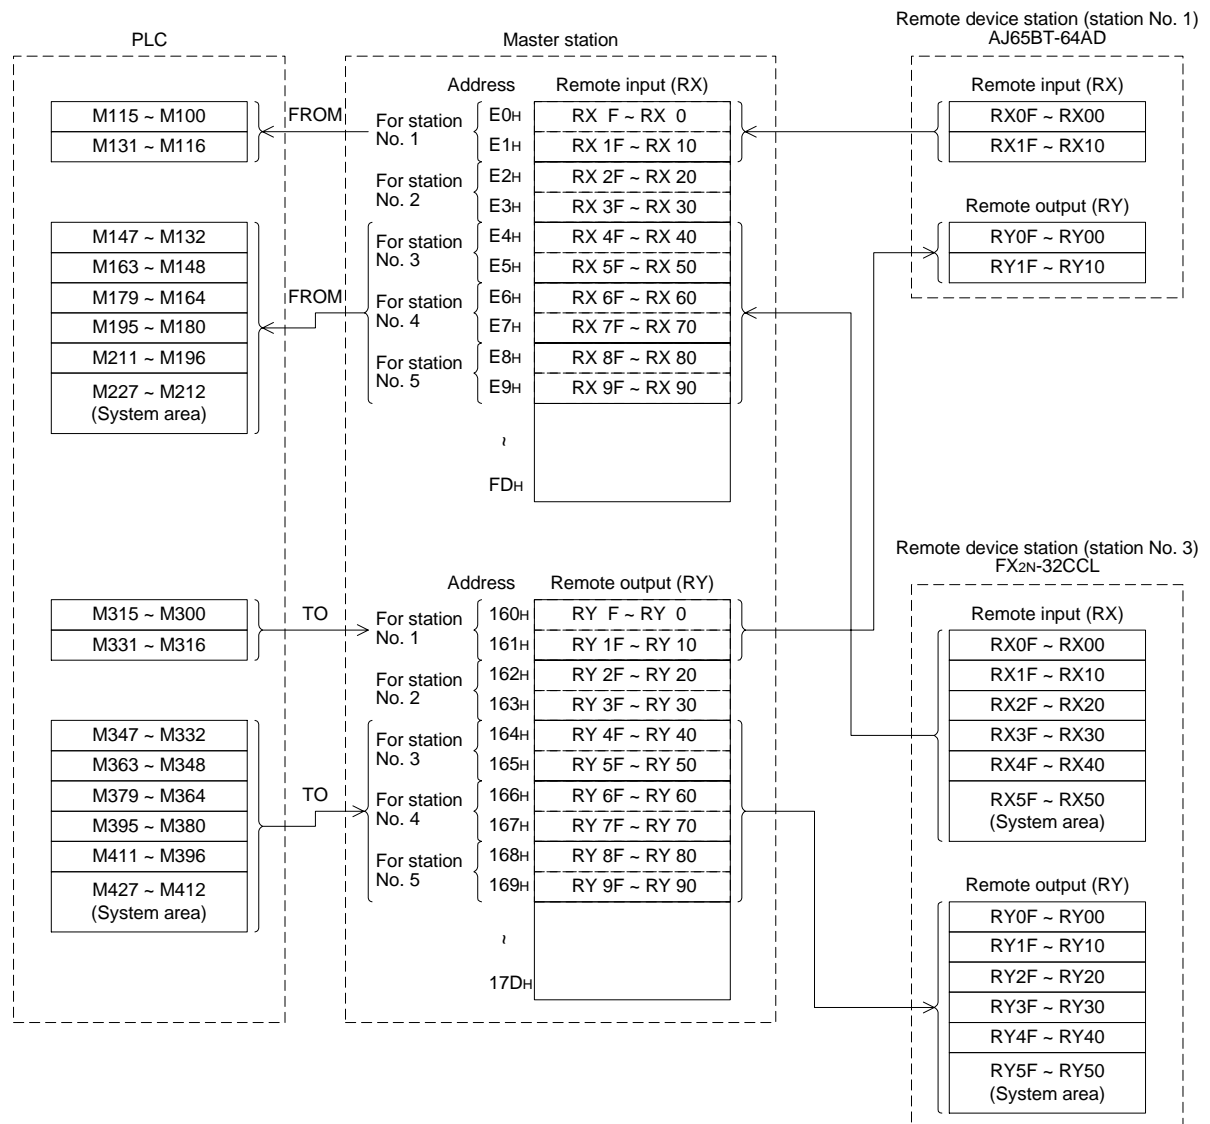 PLC
M115 ~ M100
M131 ~ M116
M147 ~ M132
M163 ~ M148
M179 ~ M164
M195 ~ M180
M211 ~ M196
M227 ~ M212
(System area)
M315 ~ M300
M331 ~ M316
M347 ~ M332
M363 ~ M348
M379 ~ M364
M395 ~ M380
M411 ~ M396
M427 ~ M412
(System area)
FROM
FROM
TO
TO
Master station
Address Remote input (RX)
For station
No. 1
E0H RX F ~ RX 0
E1H RX 1F ~ RX 10
For station
No. 2
E2H RX 2F ~ RX 20
E3H RX 3F ~ RX 30
For station
No. 3
E4H RX 4F ~ RX 40
E5H RX 5F ~ RX 50
For station
No. 4
E6H RX 6F ~ RX 60
E7H RX 7F ~ RX 70
For station
No. 5
E8H RX 8F ~ RX 80
E9H RX 9F ~ RX 90
~
FDH
Address Remote output (RY)
For station
No. 1
160H RY F ~ RY 0
161H RY 1F ~ RY 10
For station
No. 2
162H RY 2F ~ RY 20
163H RY 3F ~ RY 30
For station
No. 3
164H RY 4F ~ RY 40
165H RY 5F ~ RY 50
For station
No. 4
166H RY 6F ~ RY 60
167H RY 7F ~ RY 70
For station
No. 5
168H RY 8F ~ RY 80
169H RY 9F ~ RY 90
~
17DH
Remote device station (station No. 1)
AJ65BT-64AD
Remote input (RX)
RX0F ~ RX00
RX1F ~ RX10
Remote output (RY)
RY0F ~ RY00
RY1F ~ RY10
Remote device station (station No. 3)
FX2N-32CCL
Remote input (RX)
RX0F ~ RX00
RX1F ~ RX10
RX2F ~ RX20
RX3F ~ RX30
RX4F ~ RX40
RX5F ~ RX50
(System area)
Remote output (RY)
RY0F ~ RY00
RY1F ~ RY10
RY2F ~ RY20
RY3F ~ RY30
RY4F ~ RY40
RY5F ~ RY50
(System area)